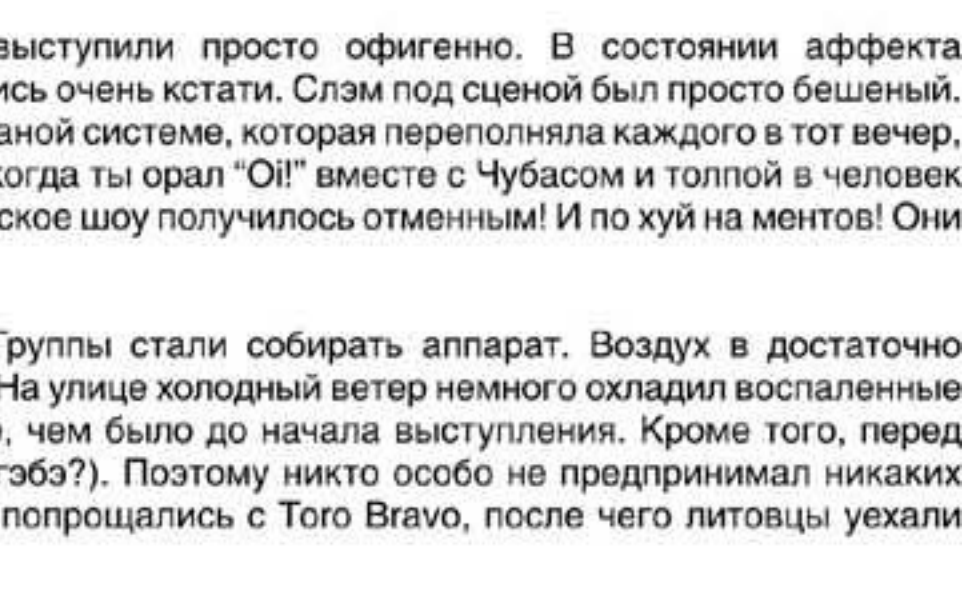 выступили просто офигенно. В состоянии аффекта
ись очень кстати. Слэм под сценой был просто бешеный.
аной системе, которая переполняла каждого в тот вечер,
когда ты орал “Oi!” вместе с Чубасом и толпой в человек
ское шоу получилось отменным! И по хуй на ментов! Они
Группы стали собирать аппарат. Воздух в достаточно
На улице холодный ветер немного охладил воспаленные
, чем было до начала выступления. Кроме того, перед
гэбэ?). Поэтому никто особо не предпринимал никаких
попрощались с Toro Bravo, после чего литовцы уехали